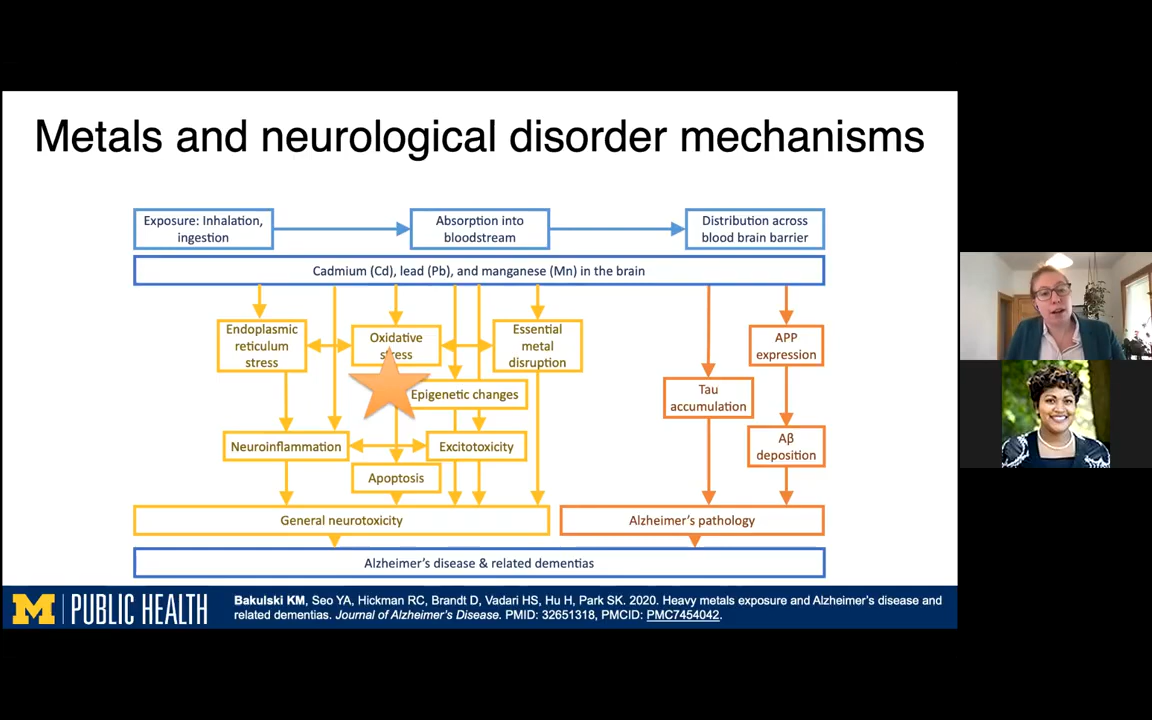 Metals and neurological disorder mechanisms
Exposure: Inhalation,
ingestion
Absorption into
bloodstream
Distribution across
blood brain barrier
Cadmium (Cd), lead (Pb), and manganese (Mn) in the brain
Endoplasmic
reticulum
stress
Oxidative
stress
Essential
metal
disruption
APP
expression
Epigenetic changes
Tau
accumulation
Neuroinflammation
Excitotoxicity
Aβ
deposition
Apoptosis
General neurotoxicity
Alzheimer's pathology
Alzheimer's disease & related dementias
M PUBLIC HEALTH
Bakulski KM, Seo YA, Hickman RC, Brandt D, Vadari HS, Hu H, Park SK. 2020. Heavy metals exposure and Alzheimer's disease and
related dementias. Journal of Alzheimer's Disease. PMID: 32651318, PMCID: PMC7454042.